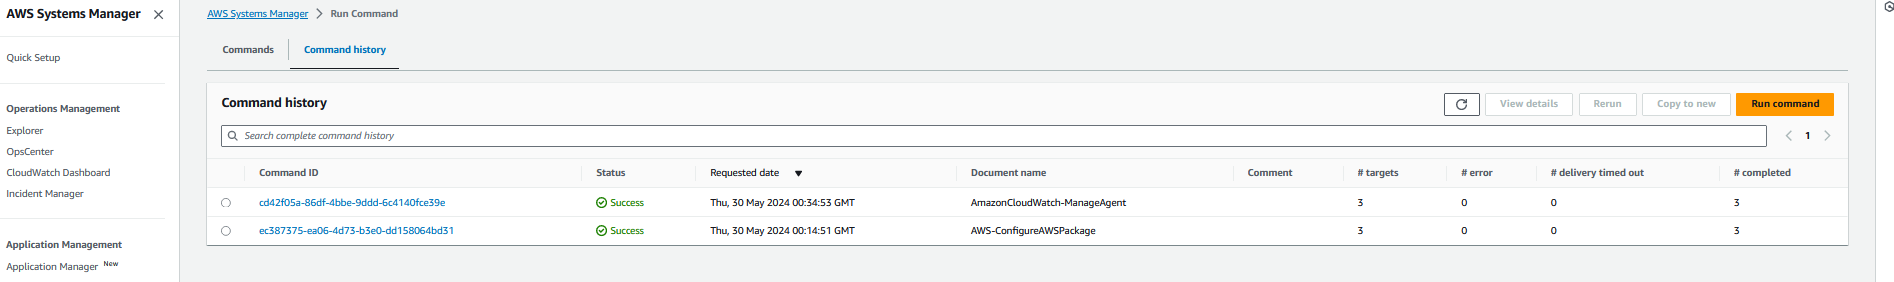 AWS Systems Manager
Quick Setup
Operations Management
Explorer
OpsCenter
CloudWatch Dashboard
Incident Manager
Application Management
Application Manager New
AWS Systems Manager > Run Command
Commands Command history
Command history View details Rerun Copy to new Run command
Search complete command history 1
Command ID Status Requested date Document name Comment # targets # error # delivery timed out # completed
cd42f05a-86df-4bbe-9ddd-6c4140fce39e Success Thu, 30 May 2024 00:34:53 GMT AmazonCloudWatch-ManageAgent 3 0 0 3
ec387375-ea06-4d73-b3e0-dd158064bd31 Success Thu, 30 May 2024 00:14:51 GMT AWS-ConfigureAWSPackage 3 0 0 3